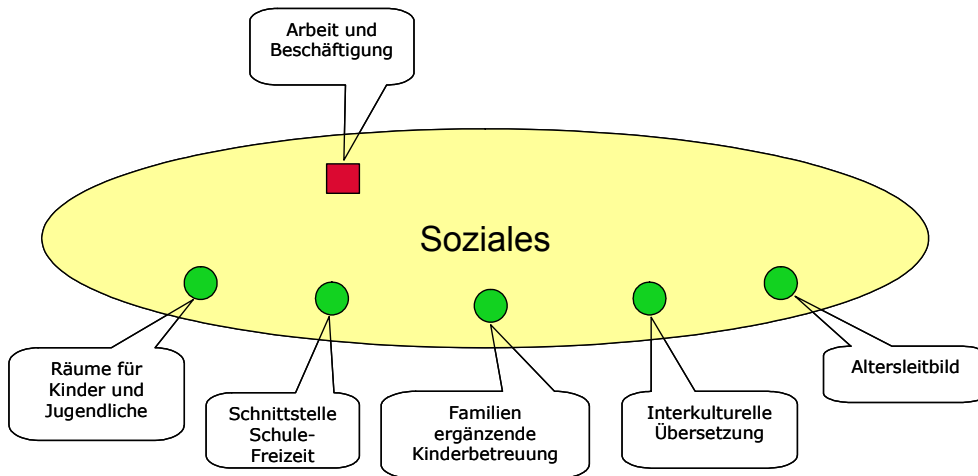 Arbeit und
Beschäftigung
Soziales
Räume für
Kinder und
Jugendliche
Schnittstelle
Schule-
Freizeit
Familien
ergänzende
Kinderbetreuung
Interkulturelle
Übersetzung
Altersleitbild